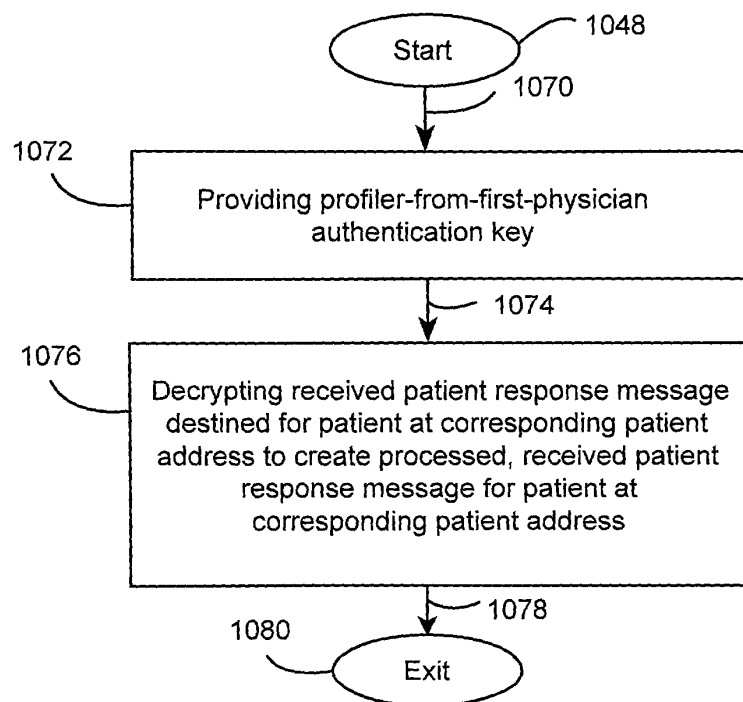 Start
1048
1070
1072
Providing profiler-from-first-physician
authentication key
1074
1076
Decrypting received patient response message
destined for patient at corresponding patient
address to create processed, received patient
response message for patient at
corresponding patient address
1078
1080
Exit